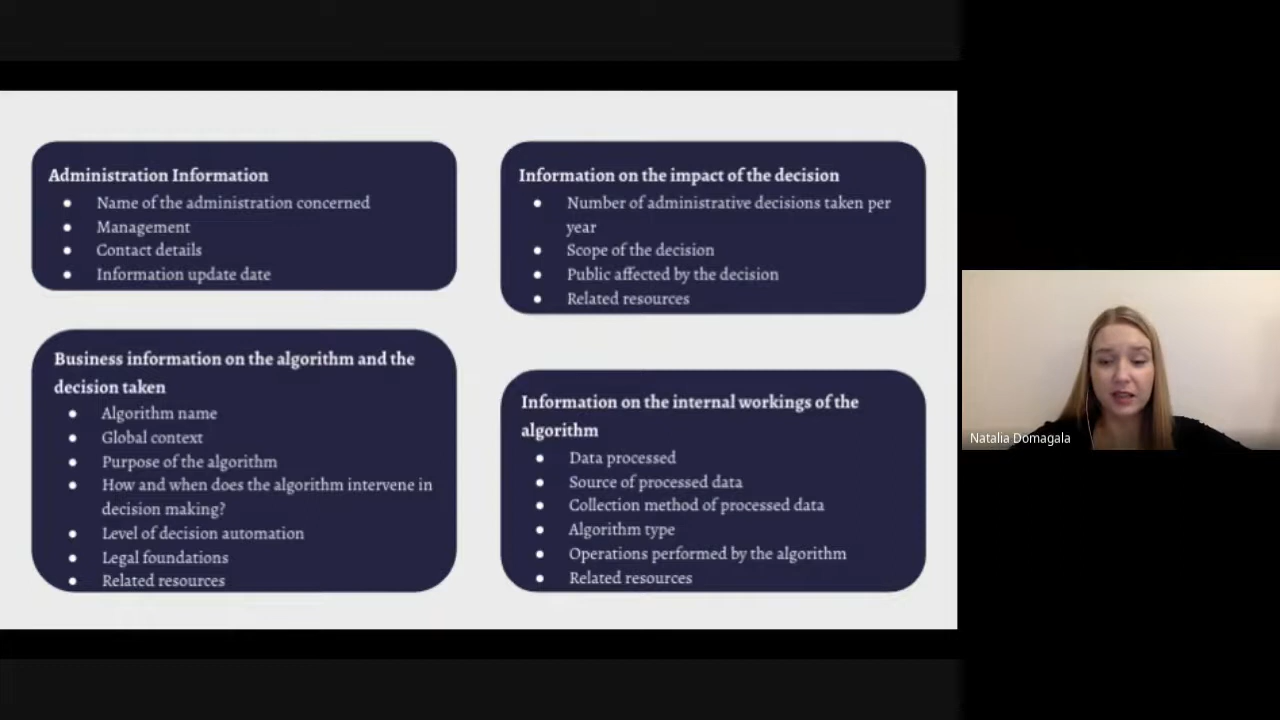 Administration Information
Name of the administration concerned
Management
Contact details
Information update date
Business information on the algorithm and the
decision taken
Algorithm name
Global context
Purpose of the algorithm
How and when does the algorithm intervene in
decision making?
Level of decision automation
Legal foundations
Related resources
Information on the impact of the decision
Number of administrative decisions taken per
year
Scope of the decision
Public affected by the decision
Related resources
Information on the internal workings of the
algorithm
Data processed
Source of processed data
Collection method of processed data
Algorithm type
Operations performed by the algorithm
Related resources
Natalia Domagala